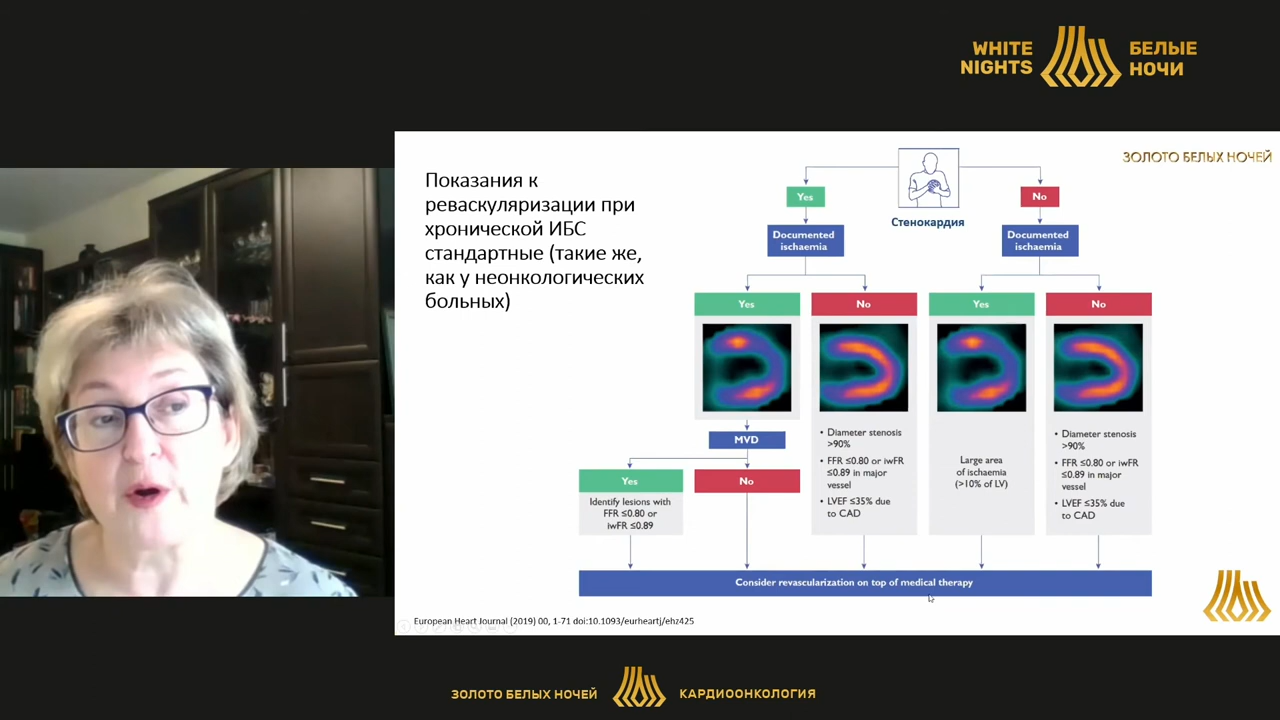 WHITE
NIGHTS
БЕЛЫЕ
НОЧИ
ЗОЛОТО БЕЛЫХ НОЧЕЙ
Показания к
реваскуляризации при
хронической ИБС
стандартные (такие же,
как у неонкологических
больных)
Стенокардия
Yes
No
Documented
ischaemia
Documented
ischaemia
Yes
No
Yes
No
MVD
Yes
No
Identify lesions with
FFR ≤0.80 or
iwFR ≤0.89
• Diameter stenosis
>90%
• FFR ≤0.80 or iwFR
≤0.89 in major
vessel
• LVEF ≤35% due
to CAD
Large area
of ischaemia
(>10% of LV)
• Diameter stenosis
>90%
• FFR ≤0.80 or iwFR
≤0.89 in major
vessel
• LVEF ≤35% due
to CAD
Consider revascularization on top of medical therapy
European Heart Journal (2019) 00, 1-71 doi:10.1093/eurheartj/ehz425
ЗОЛОТО БЕЛЫХ НОЧЕЙ
КАРДИООНКОЛОГИЯ